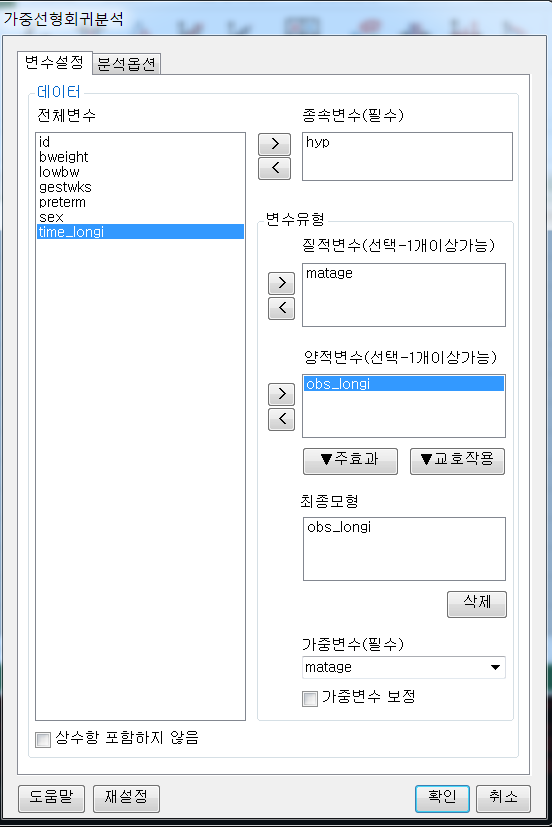 가중선형회귀분석
변수설정
분석옵션
데이터
전체변수
id
bweight
lowbw
gestwks
preterm
sex
time_longi
>
<
종속변수(필수)
hyp
변수유형
질적변수(선택-1개이상가능)
>
<
matage
양적변수(선택-1개이상가능)
>
<
obs_longi
▼주효과
▼교호작용
최종모형
obs_longi
삭제
가중변수(필수)
matage
가중변수 보정
상수항 포함하지 않음
도움말
재설정
확인
취소